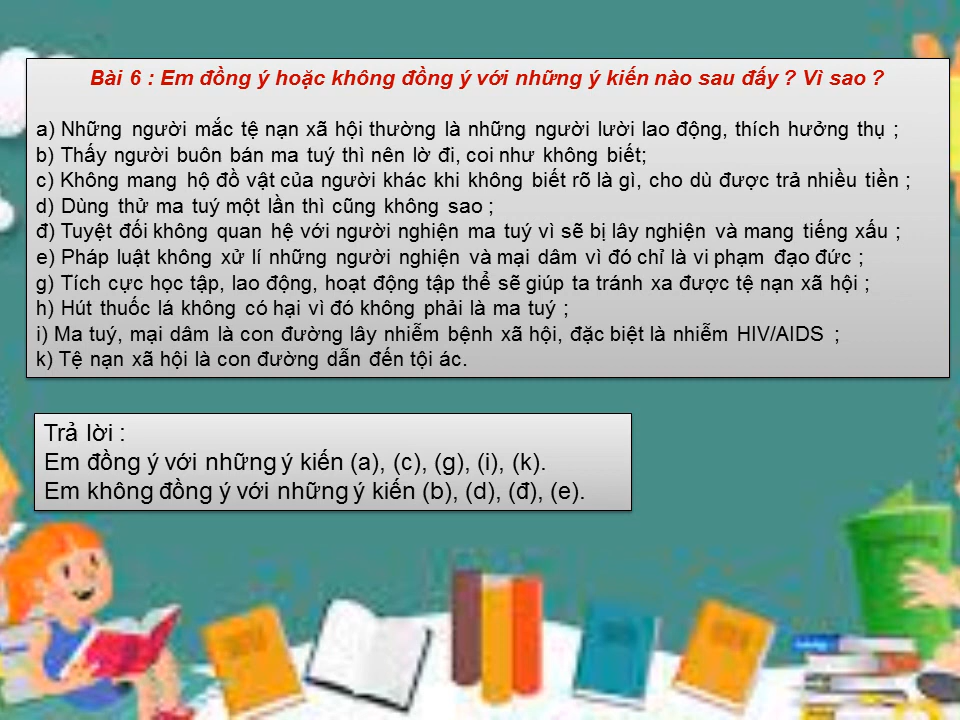 Bài 6 : Em đồng ý hoặc không đồng ý với những ý kiến nào sau đấy ? Vì sao ?
a) Những người mắc tệ nạn xã hội thường là những người lười lao động, thích hưởng thụ ;
b) Thấy người buôn bán ma tuý thì nên lờ đi, coi như không biết;
c) Không mang hộ đồ vật của người khác khi không biết rõ là gì, cho dù được trả nhiều tiền ;
d) Dùng thử ma tuý một lần thì cũng không sao ;
đ) Tuyệt đối không quan hệ với người nghiện ma tuý vì sẽ bị lây nghiện và mang tiếng xấu ;
e) Pháp luật không xử lí những người nghiện và mại dâm vì đó chỉ là vi phạm đạo đức ;
g) Tích cực học tập, lao động, hoạt động tập thể sẽ giúp ta tránh xa được tệ nạn xã hội ;
h) Hút thuốc lá không có hại vì đó không phải là ma tuý ;
i) Ma tuý, mại dâm là con đường lây nhiễm bệnh xã hội, đặc biệt là nhiễm HIV/AIDS ;
k) Tệ nạn xã hội là con đường dẫn đến tội ác.
Trả lời :
Em đồng ý với những ý kiến (a), (c), (g), (i), (k).
Em không đồng ý với những ý kiến (b), (d), (đ), (e).